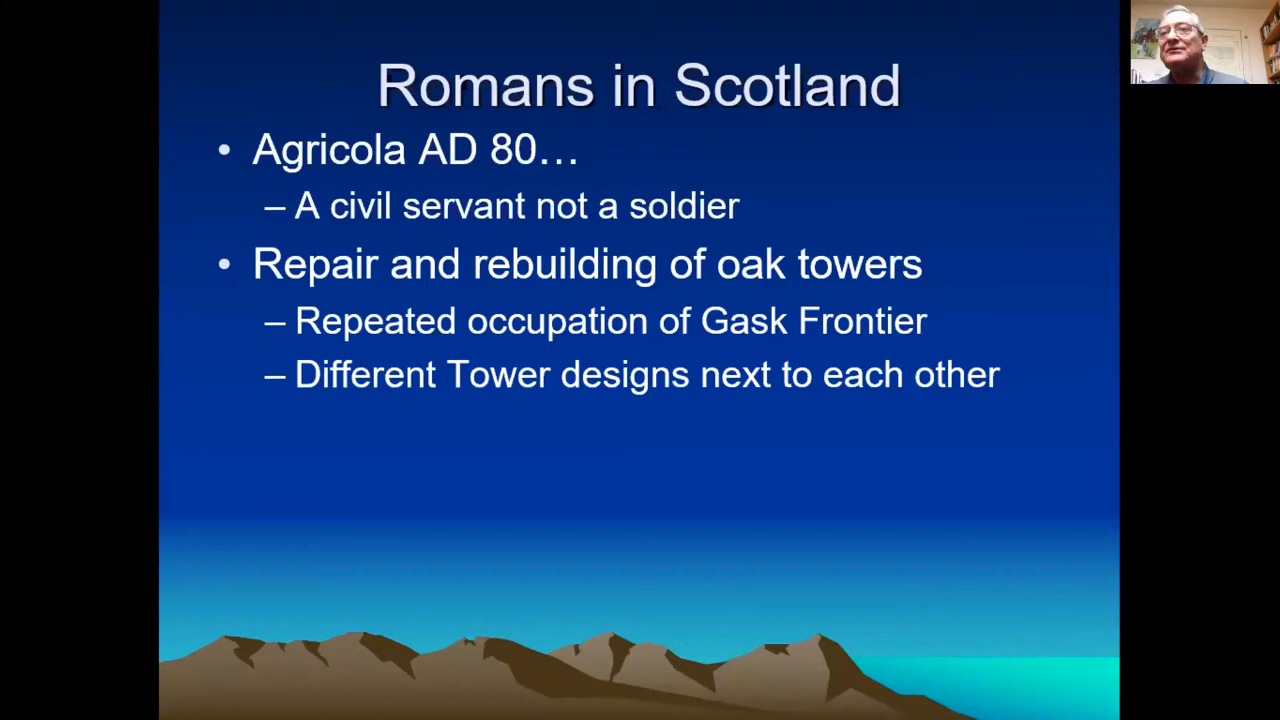 Romans in Scotland
• Agricola AD 80…
– A civil servant not a soldier
• Repair and rebuilding of oak towers
– Repeated occupation of Gask Frontier
– Different Tower designs next to each other